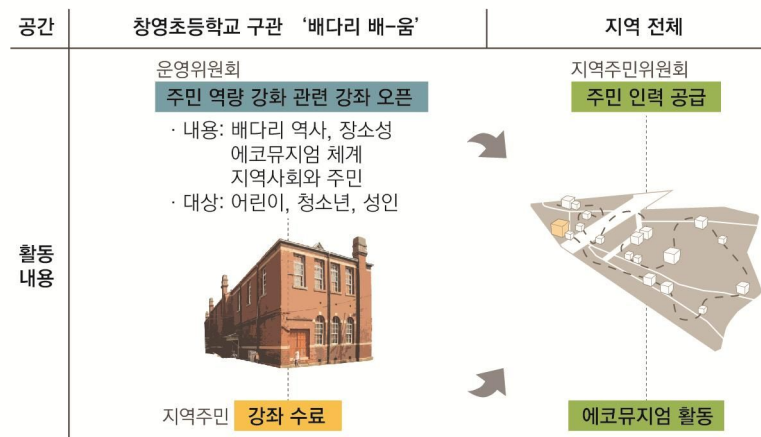 공간
창영초등학교 구관 '배다리 배-움'
지역 전체
활동
내용
운영위원회
주민 역량 강화 관련 강좌 오픈
· 내용: 배다리 역사, 장소성
에코뮤지엄 체계
지역사회와 주민
· 대상: 어린이, 청소년, 성인
지역주민 강좌 수료
지역주민위원회
주민 인력 공급
에코뮤지엄 활동